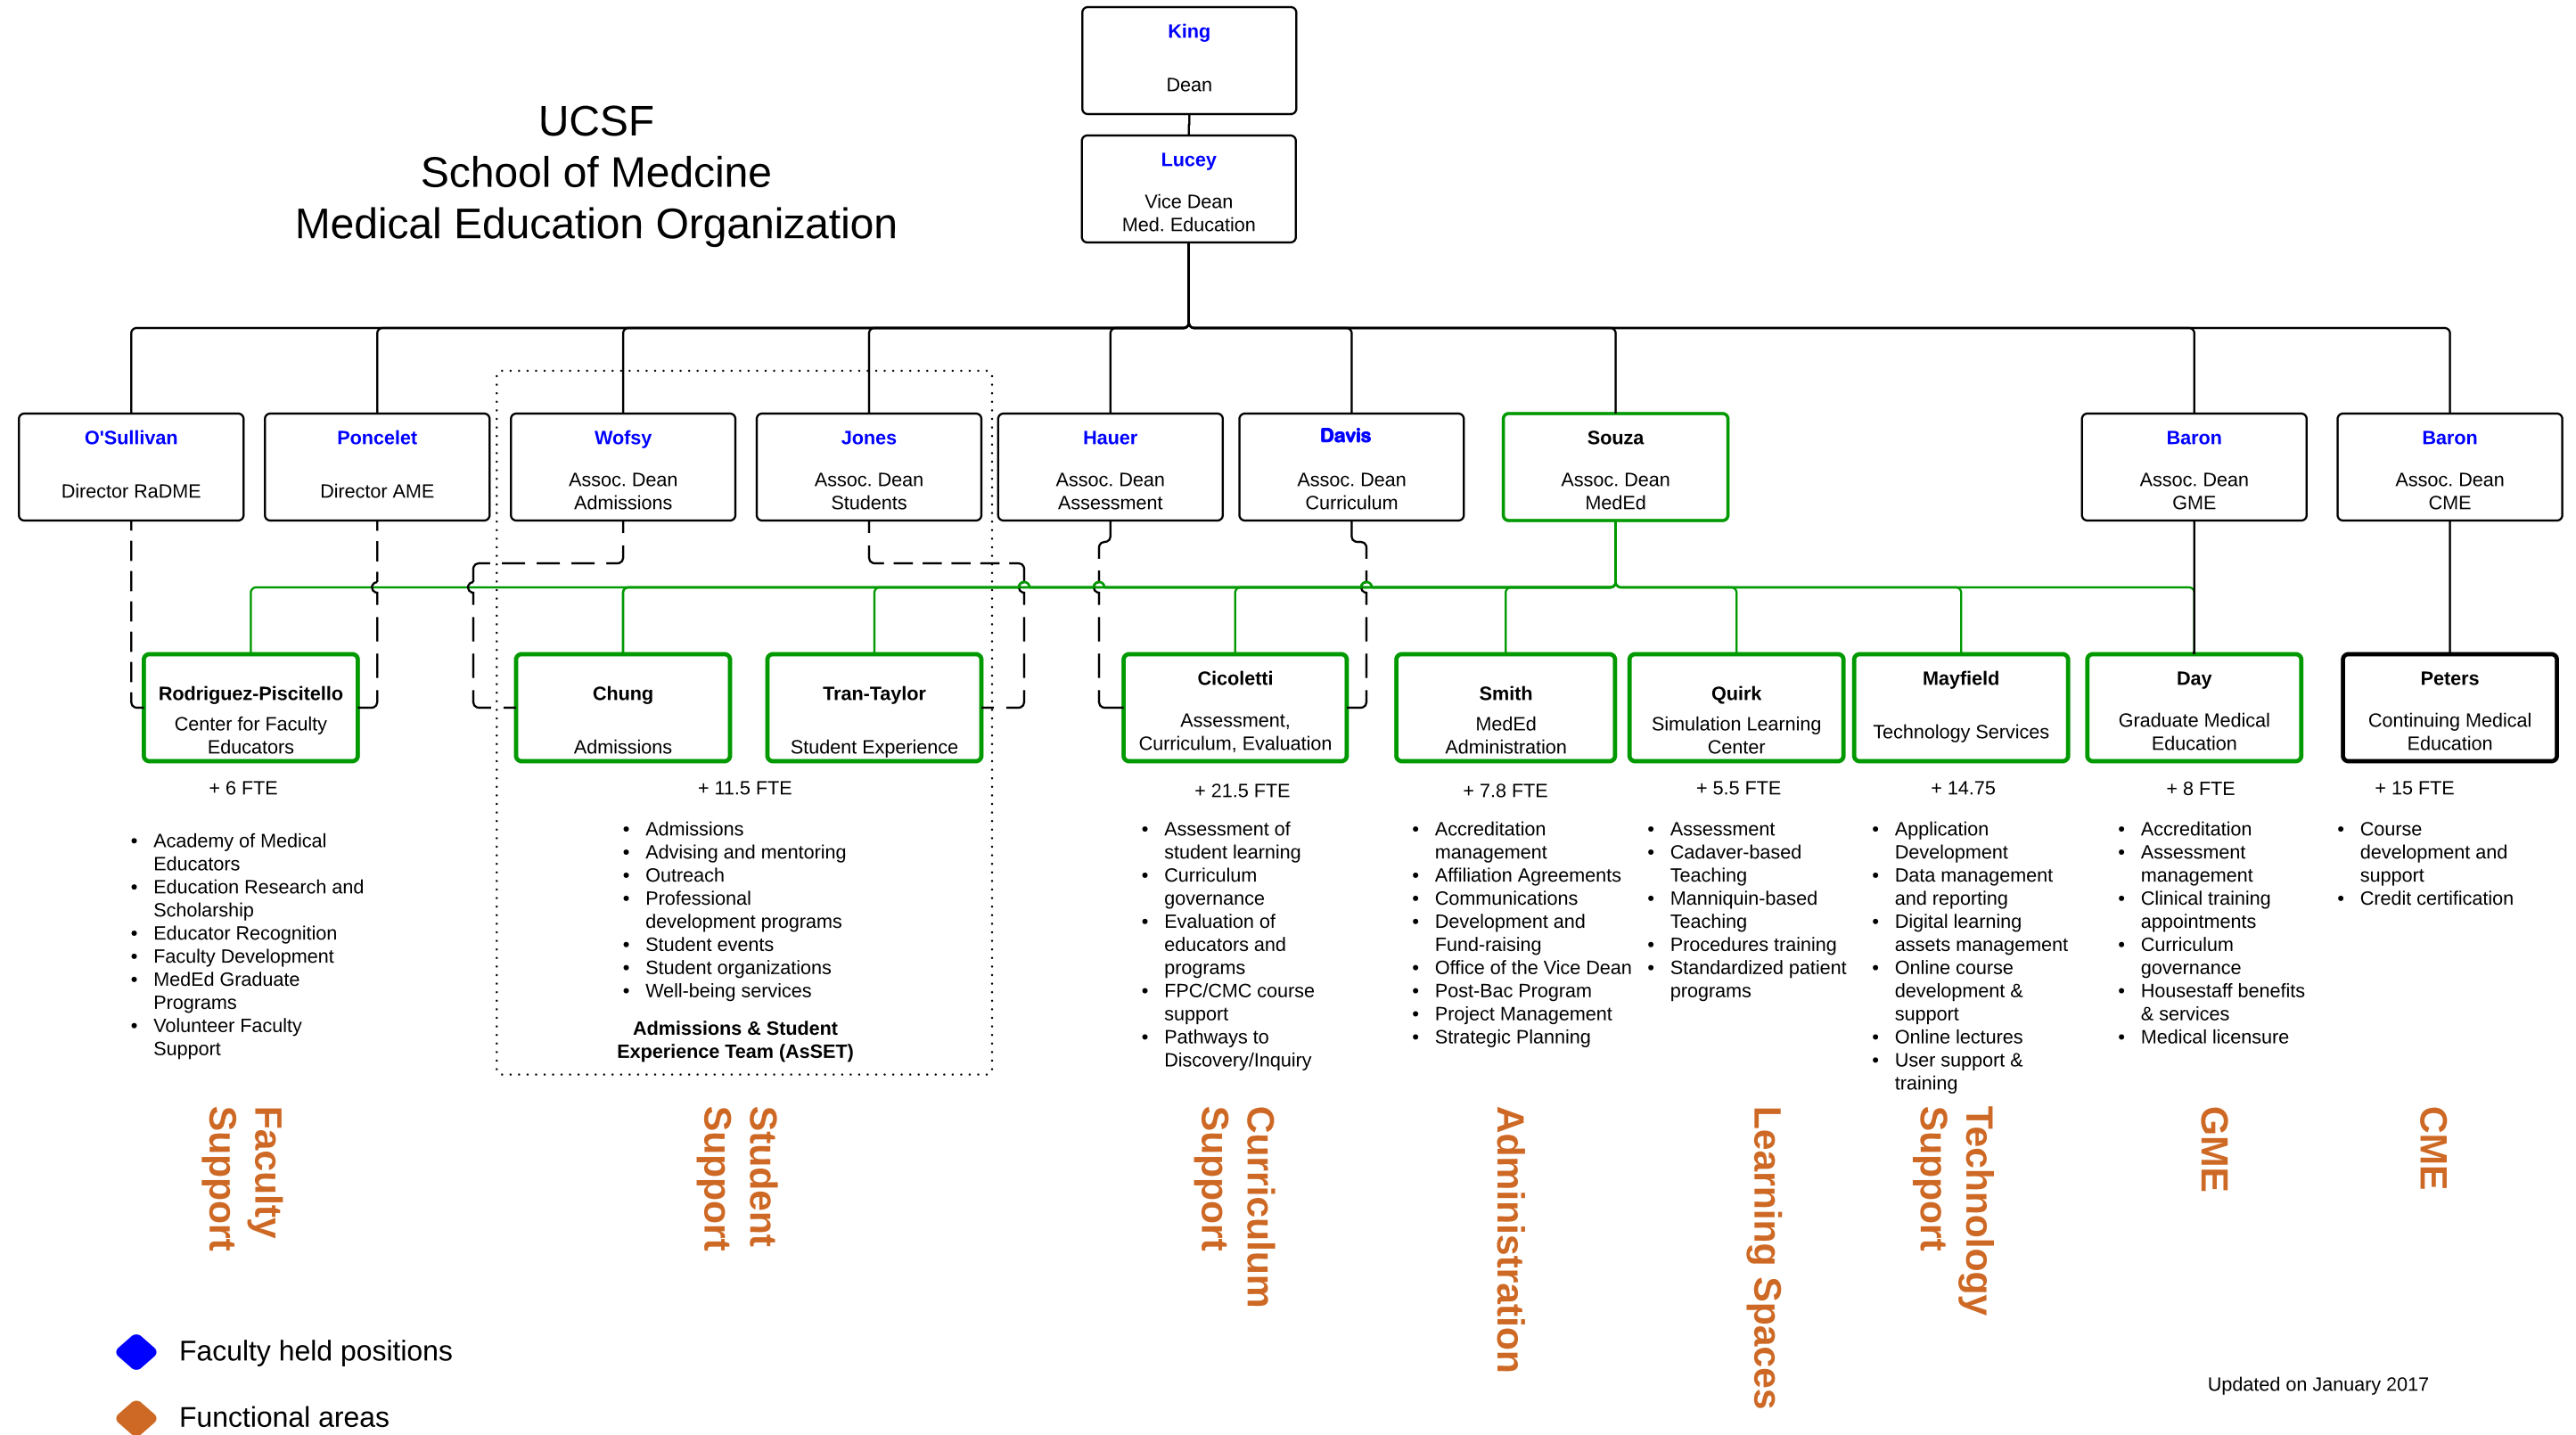 King
Dean
UCSF
School of Medcine
Medical Education Organization
Lucey
Vice Dean
Med. Education
O'Sullivan
Director RaDME
Poncelet
Director AME
Wofsy
Assoc. Dean
Admissions
Jones
Assoc. Dean
Students
Hauer
Assoc. Dean
Assessment
Davis
Assoc. Dean
Curriculum
Souza
Assoc. Dean
MedEd
Baron
Assoc. Dean
GME
Baron
Assoc. Dean
CME
Rodriguez-Piscitello
Center for Faculty
Educators
Chung
Admissions
Tran-Taylor
Student Experience
Cicoletti
Assessment,
Curriculum, Evaluation
Smith
MedEd
Administration
Quirk
Simulation Learning
Center
Mayfield
Technology Services
Day
Graduate Medical
Education
Peters
Continuing Medical
Education
+ 6 FTE
• Academy of Medical
Educators
• Education Research and
Scholarship
• Educator Recognition
• Faculty Development
• MedEd Graduate
Programs
• Volunteer Faculty
Support
+ 11.5 FTE
• Admissions
• Advising and mentoring
• Outreach
• Professional
development programs
• Student events
• Student organizations
• Well-being services
Admissions & Student
Experience Team (AsSET)
+ 21.5 FTE
• Assessment of
student learning
• Curriculum
governance
• Evaluation of
educators and
programs
• FPC/CMC course
support
• Pathways to
Discovery/Inquiry
+ 7.8 FTE
• Accreditation
management
• Affiliation Agreements
• Communications
• Development and
Fund-raising
• Office of the Vice Dean
• Post-Bac Program
• Project Management
• Strategic Planning
+ 5.5 FTE
• Assessment
• Cadaver-based
Teaching
• Manniquin-based
Teaching
• Procedures training
• Standardized patient
programs
+ 14.75
• Application
Development
• Data management
and reporting
• Digital learning
assets management
• Online course
development &
support
• Online lectures
• User support &
training
+ 8 FTE
• Accreditation
• Assessment
management
• Clinical training
appointments
• Curriculum
governance
• Housestaff benefits
& services
• Medical licensure
+ 15 FTE
• Course
development and
support
• Credit certification
Faculty
Support
Student
Support
Curriculum
Support
Administration
Learning Spaces
Technology
Support
GME
CME
Faculty held positions
Functional areas
Updated on January 2017